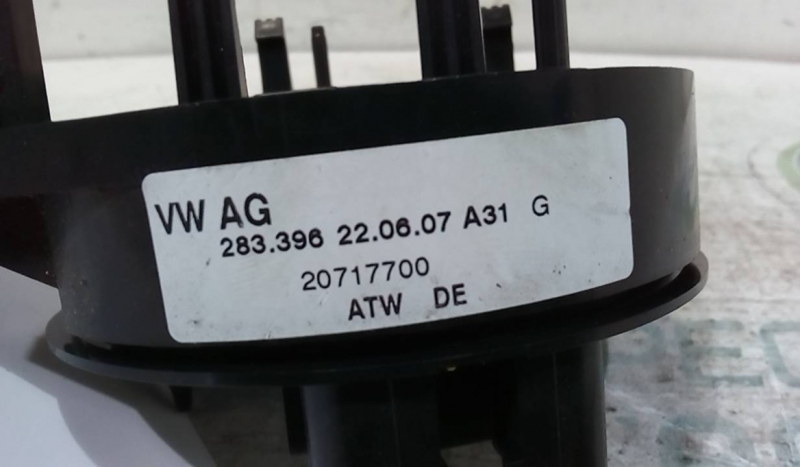 VW AG
283.396 22.06.07 A31 G
20717700
ATW DE